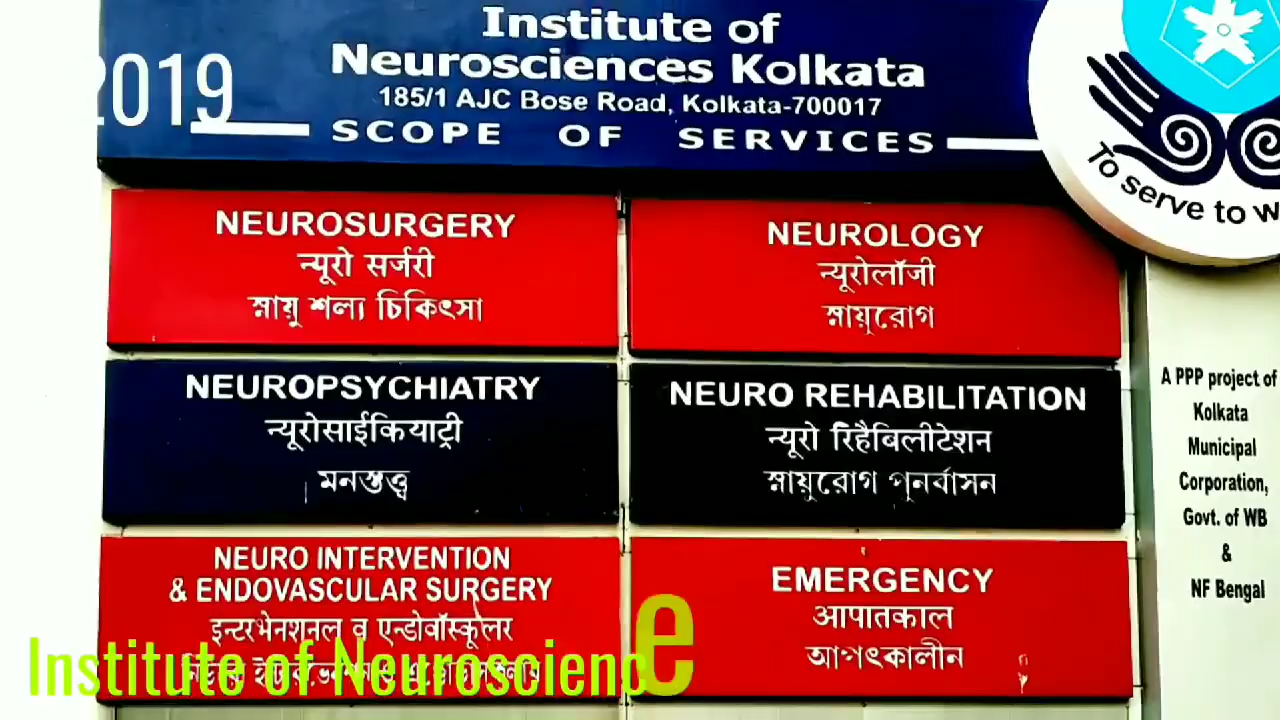 2019
Institute of
Neurosciences Kolkata
185/1 AJC Bose Road, Kolkata-700017
SCOPE OF SERVICES
To serve to
NEUROSURGERY
न्यूरो सर्जरी
স্নায়ু শল্য চিকিৎসা
NEUROLOGY
न्यूरोलॉजी
স্নায়ুরোগ
NEUROPSYCHIATRY
न्यूरोसाईकियाट्री
মনস্তত্ত্ব
NEURO REHABILITATION
न्यूरो रिहैबिलीटेशन
স্নায়ুরোগ পুনর্বাসন
NEURO INTERVENTION
& ENDOVASCULAR SURGERY
इन्टरभेनशनल व एन्डोवॉस्कूलर
EMERGENCY
आपातकाल
আপৎকালীন
A PPP project of
Kolkata
Municipal
Corporation,
Govt. of WB
&
NF Bengal
Institute of Neuroscience